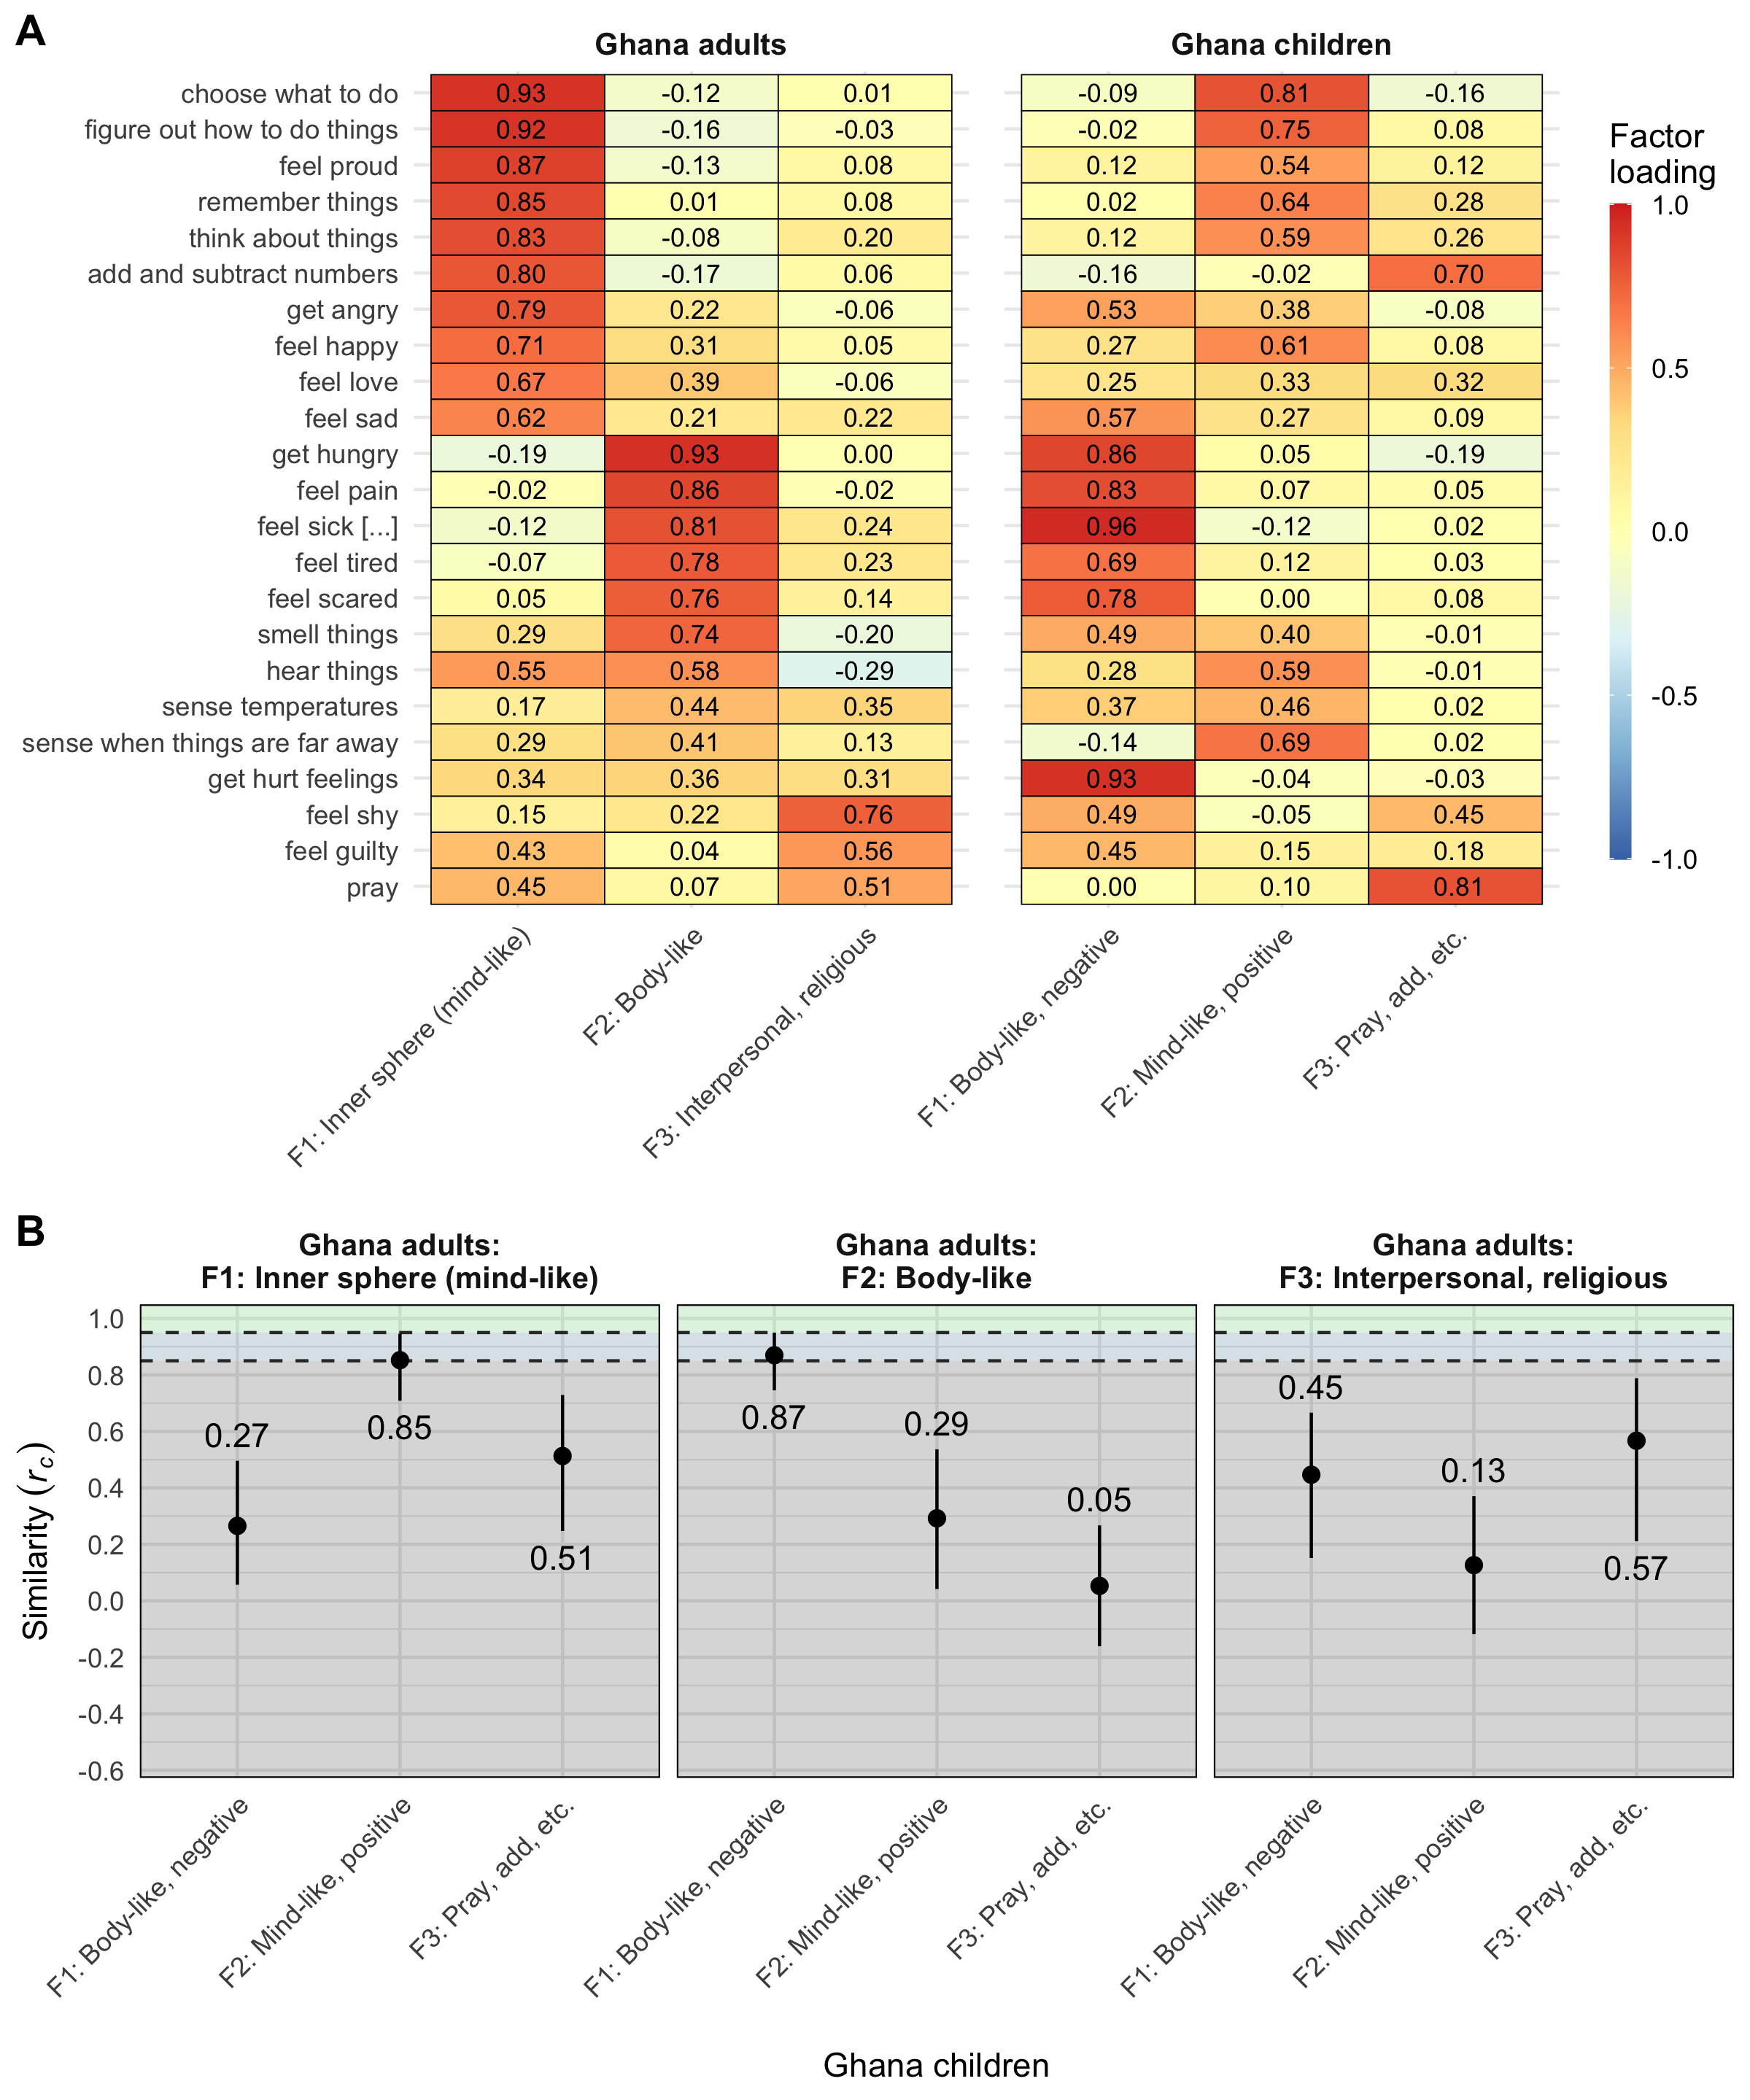 A
Ghana adults
Ghana children
choose what to do 0.93 -0.12 0.01 -0.09 0.81 -0.16
figure out how to do things 0.92 -0.16 -0.03 -0.02 0.75 0.08
feel proud 0.87 -0.13 0.08 0.12 0.54 0.12
remember things 0.85 0.01 0.08 0.02 0.64 0.28
think about things 0.83 -0.08 0.20 0.12 0.59 0.26
add and subtract numbers 0.80 -0.17 0.06 -0.16 -0.02 0.70
get angry 0.79 0.22 -0.06 0.53 0.38 -0.08
feel happy 0.71 0.31 0.05 0.27 0.61 0.08
feel love 0.67 0.39 -0.06 0.25 0.33 0.32
feel sad 0.62 0.21 0.22 0.57 0.27 0.09
get hungry -0.19 0.93 0.00 0.86 0.05 -0.19
feel pain -0.02 0.86 -0.02 0.83 0.07 0.05
feel sick [...] -0.12 0.81 0.24 0.96 -0.12 0.02
feel tired -0.07 0.78 0.23 0.69 0.12 0.03
feel scared 0.05 0.76 0.14 0.78 0.00 0.08
smell things 0.29 0.74 -0.20 0.49 0.40 -0.01
hear things 0.55 0.58 -0.29 0.28 0.59 -0.01
sense temperatures 0.17 0.44 0.35 0.37 0.46 0.02
sense when things are far away 0.29 0.41 0.13 -0.14 0.69 0.02
get hurt feelings 0.34 0.36 0.31 0.93 -0.04 -0.03
feel shy 0.15 0.22 0.76 0.49 -0.05 0.45
feel guilty 0.43 0.04 0.56 0.45 0.15 0.18
pray 0.45 0.07 0.51 0.00 0.10 0.81
F1: Inner sphere (mind-like)
F2: Body-like
F3: Interpersonal, religious
F1: Body-like, negative
F2: Mind-like, positive
F3: Pray, add, etc.
Factor
loading
1.0
0.5
0.0
-0.5
-1.0
B
Ghana adults:
F1: Inner sphere (mind-like)
Ghana adults:
F2: Body-like
Ghana adults:
F3: Interpersonal, religious
Similarity (rc)
1.0
0.8
0.6
0.4
0.2
0.0
-0.2
-0.4
-0.6
0.27
0.85
0.51
0.87
0.29
0.05
0.45
0.13
0.57
F1: Body-like, negative
F2: Mind-like, positive
F3: Pray, add, etc.
F1: Body-like, negative
F2: Mind-like, positive
F3: Pray, add, etc.
F1: Body-like, negative
F2: Mind-like, positive
F3: Pray, add, etc.
Ghana children